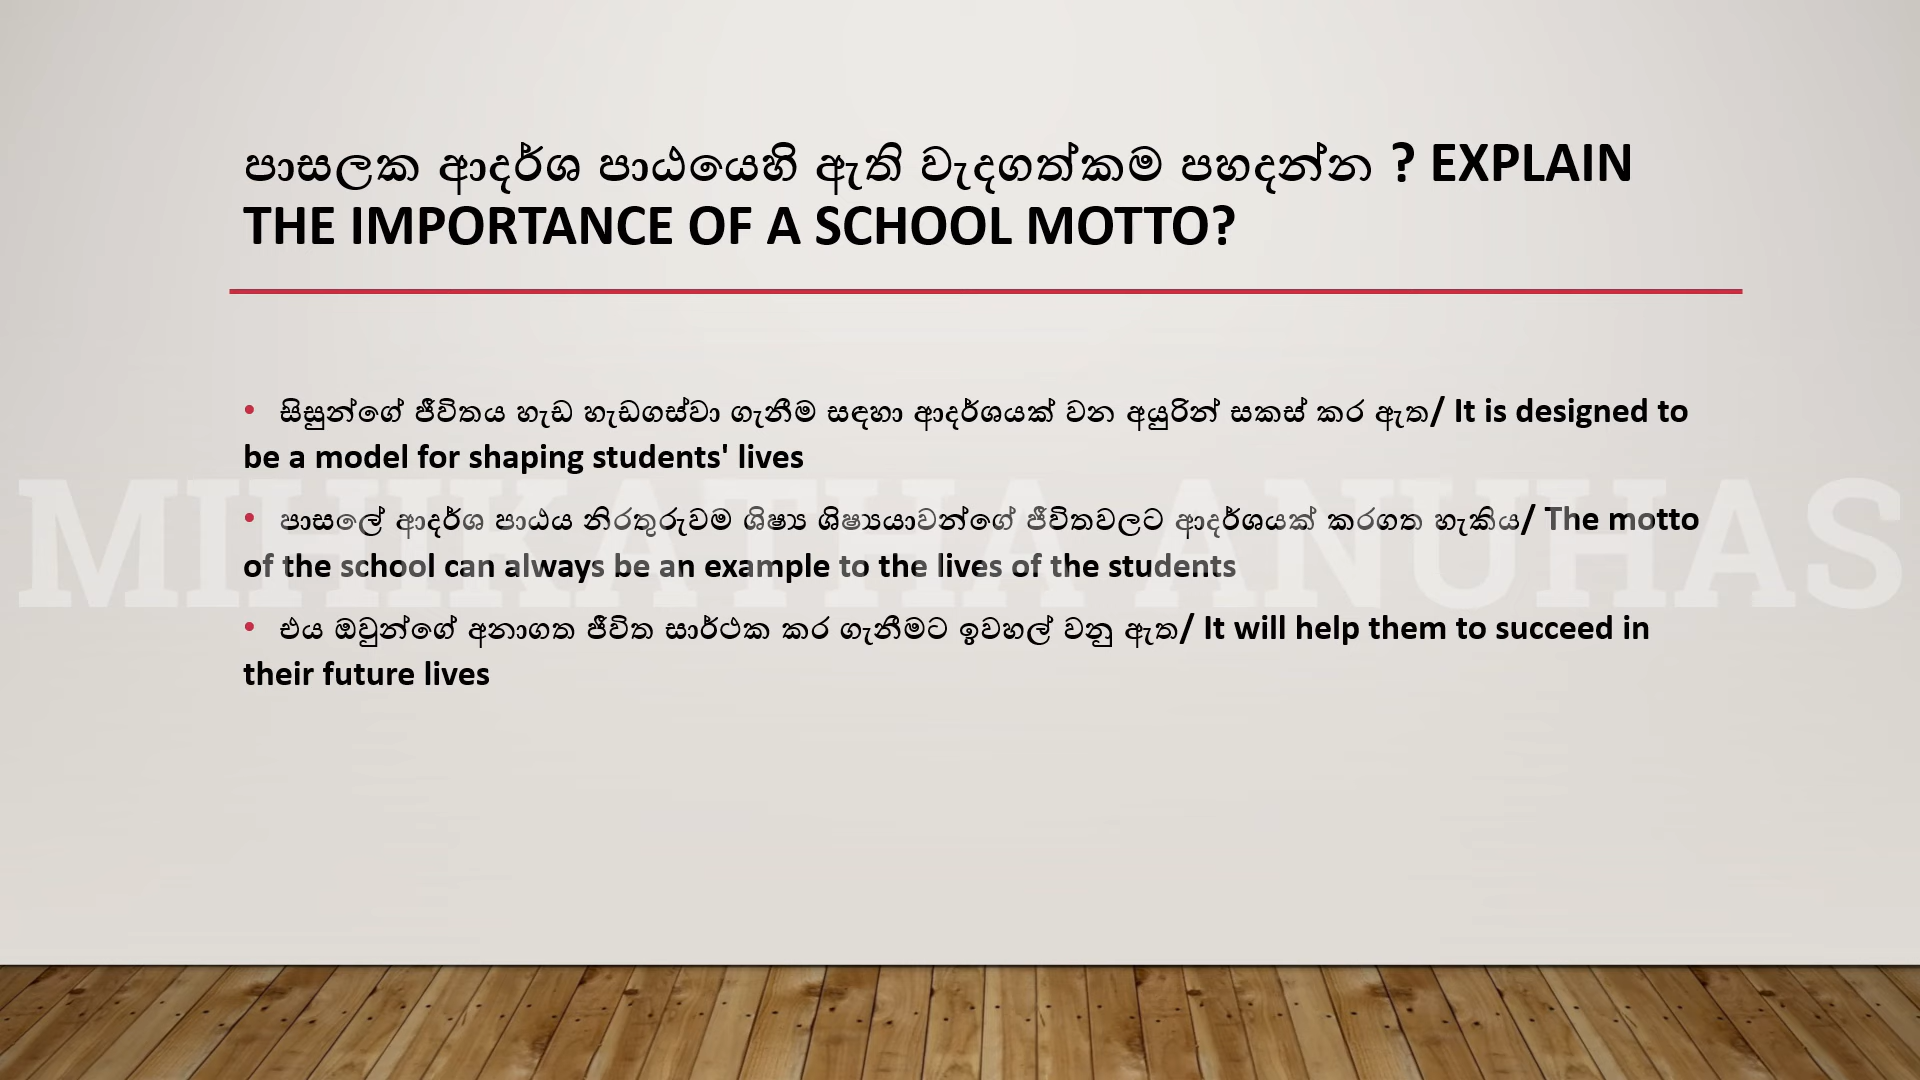 පාසලක ආදර්ශ පාඨයෙහි ඇති වැදගත්කම පහදන්න ? EXPLAIN
THE IMPORTANCE OF A SCHOOL MOTTO?
• සිසුන්ගේ ජීවිතය හැඩ හැඩගස්වා ගැනීම සඳහා ආදර්ශයක් වන අයුරින් සකස් කර ඇත/ It is designed to
be a model for shaping students' lives
• පාසලේ ආදර්ශ පාඨය නිරතුරුවම ශිෂ්‍ය ශිෂ්‍යයාවන්ගේ ජීවිතවලට ආදර්ශයක් කරගත හැකිය/ The motto
of the school can always be an example to the lives of the students
MIHIKATHA ANUHAS
• එය ඔවුන්ගේ අනාගත ජීවිත සාර්ථක කර ගැනීමට ඉවහල් වනු ඇත/ It will help them to succeed in
their future lives